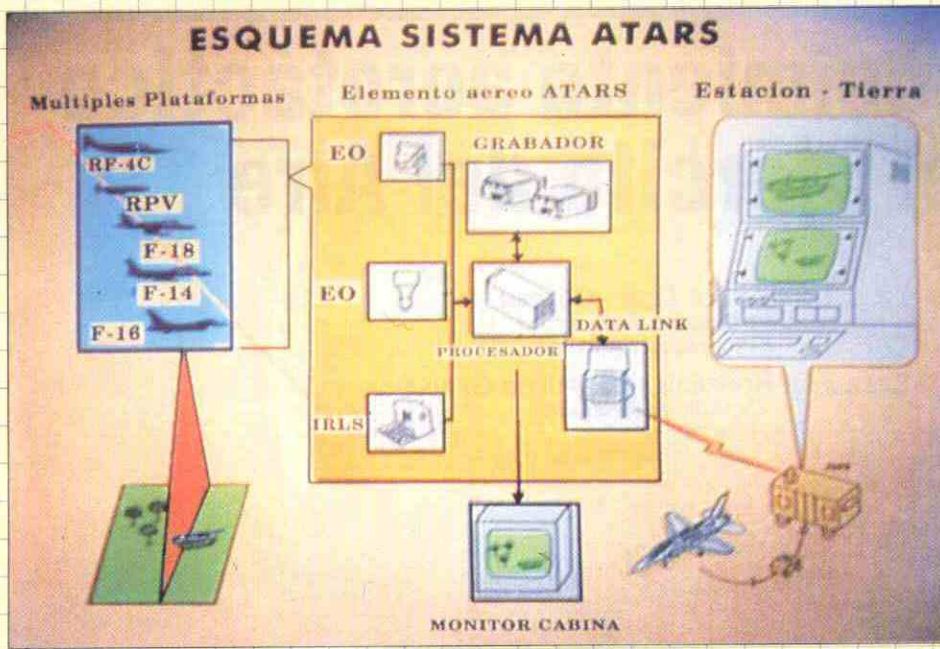 ESQUEMA SISTEMA ATARS
Multiples Plataformas
Elemento aereo ATARS
Estacion - Tierra
RF-4C
RPV
F-18
F-14
F-16
EO
GRABADOR
EO
DATA LINK
PROCESADOR
IRLS
MONITOR CABINA